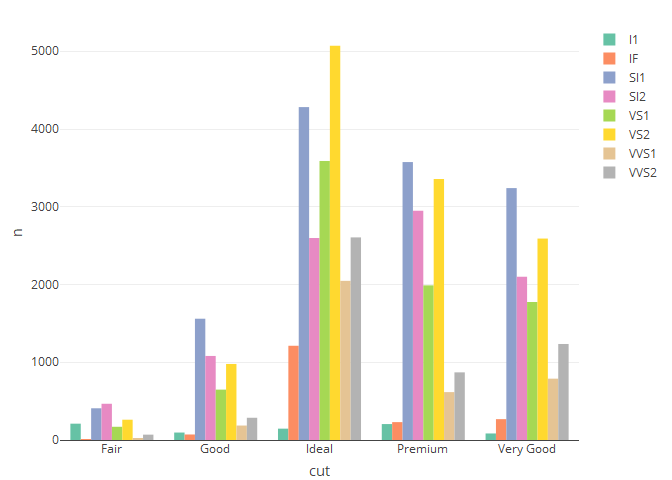 5000
4000
3000
2000
1000
0
n
Fair
Good
Ideal
Premium
Very Good
cut
I1
IF
SI1
SI2
VS1
VS2
VVS1
VVS2